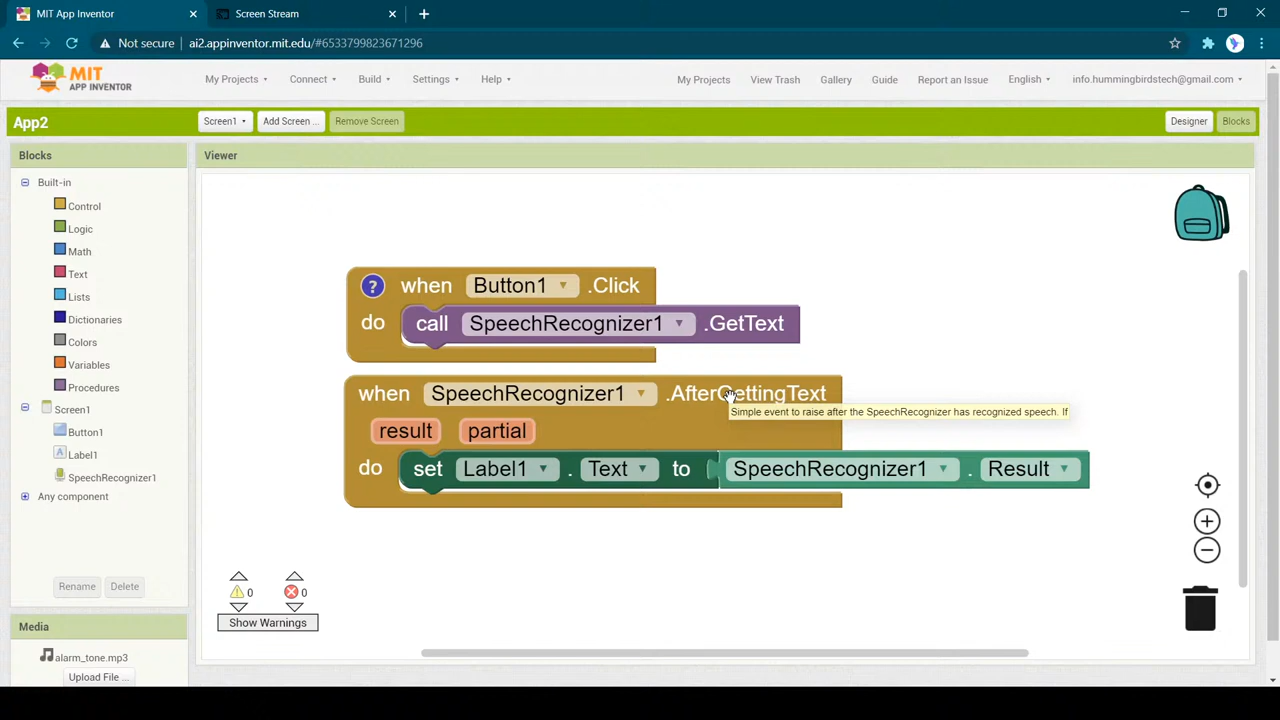 MIT App Inventor
Screen Stream
Not secure
ai2.appinventor.mit.edu/#6533799823671296
MIT
APP INVENTOR
My Projects
Connect
Build
Settings
Help
My Projects
View Trash
Gallery
Guide
Report an Issue
English
info.hummingbirdstech@gmail.com
App2
Screen1
Add Screen ...
Remove Screen
Designer
Blocks
Blocks
Viewer
Built-in
Control
Logic
Math
Text
Lists
Dictionaries
Colors
Variables
Procedures
Screen1
Button1
Label1
SpeechRecognizer1
Any component
Rename
Delete
Media
alarm_tone.mp3
Upload File ...
? when Button1 .Click
do call SpeechRecognizer1 .GetText
when SpeechRecognizer1 .AfterGettingText
Simple event to raise after the SpeechRecognizer has recognized speech. If
result partial
do set Label1 . Text to SpeechRecognizer1 . Result
0 0
Show Warnings